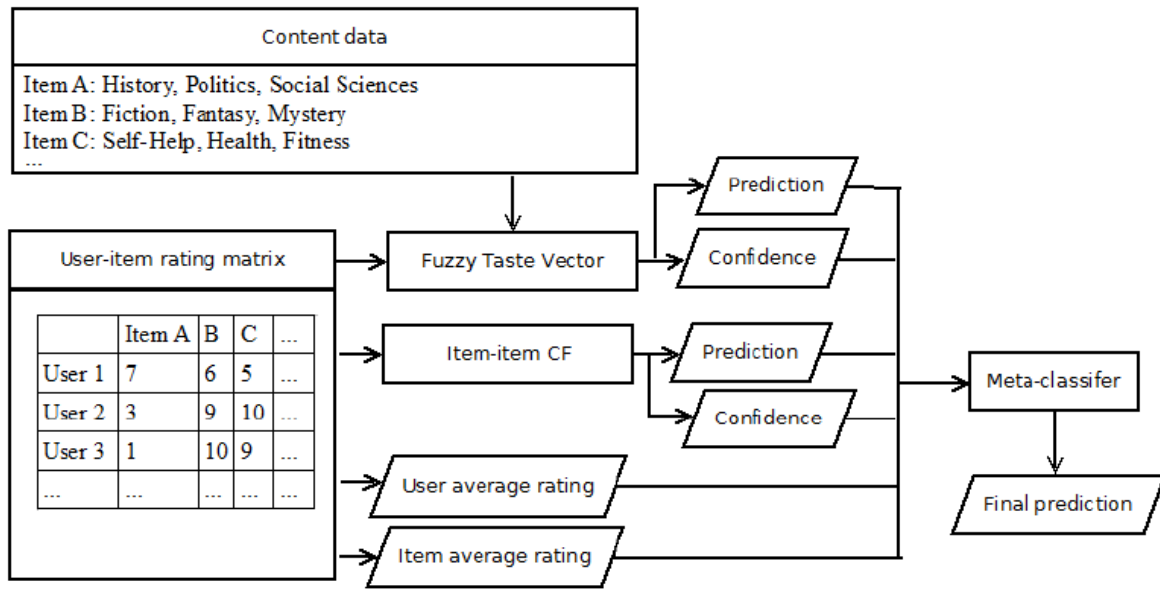 Content data
Item A: History, Politics, Social Sciences
Item B: Fiction, Fantasy, Mystery
Item C: Self-Help, Health, Fitness
...
Prediction
User-item rating matrix
Fuzzy Taste Vector
Confidence
Item A B C ...
User 1 7 6 5 ...
User 2 3 9 10 ...
User 3 1 10 9 ...
... ... ... ... ...
Item-item CF
Prediction
Confidence
Meta-classifer
User average rating
Final prediction
Item average rating